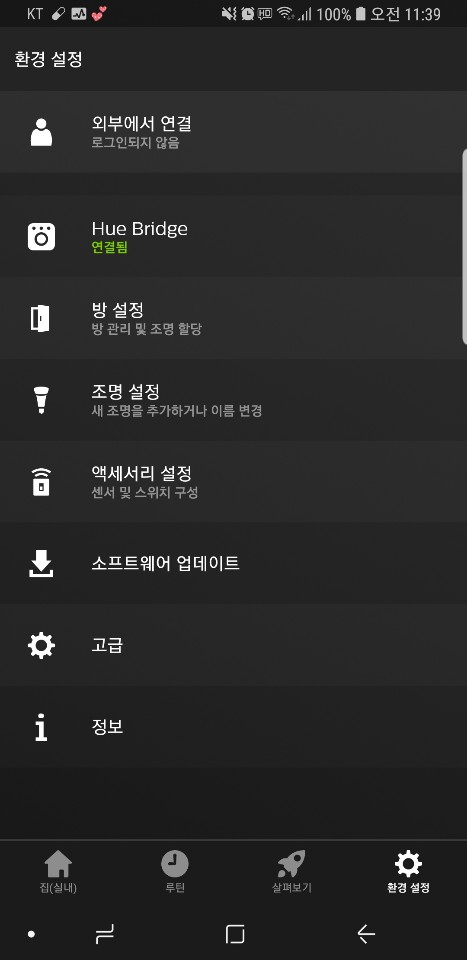 KT HD 100% 오전 11:39
환경 설정
외부에서 연결
로그인되지 않음
Hue Bridge
연결됨
방 설정
방 관리 및 조명 할당
조명 설정
새 조명을 추가하거나 이름 변경
액세서리 설정
센서 및 스위치 구성
소프트웨어 업데이트
고급
정보
집(실내) 루틴 살펴보기 환경 설정